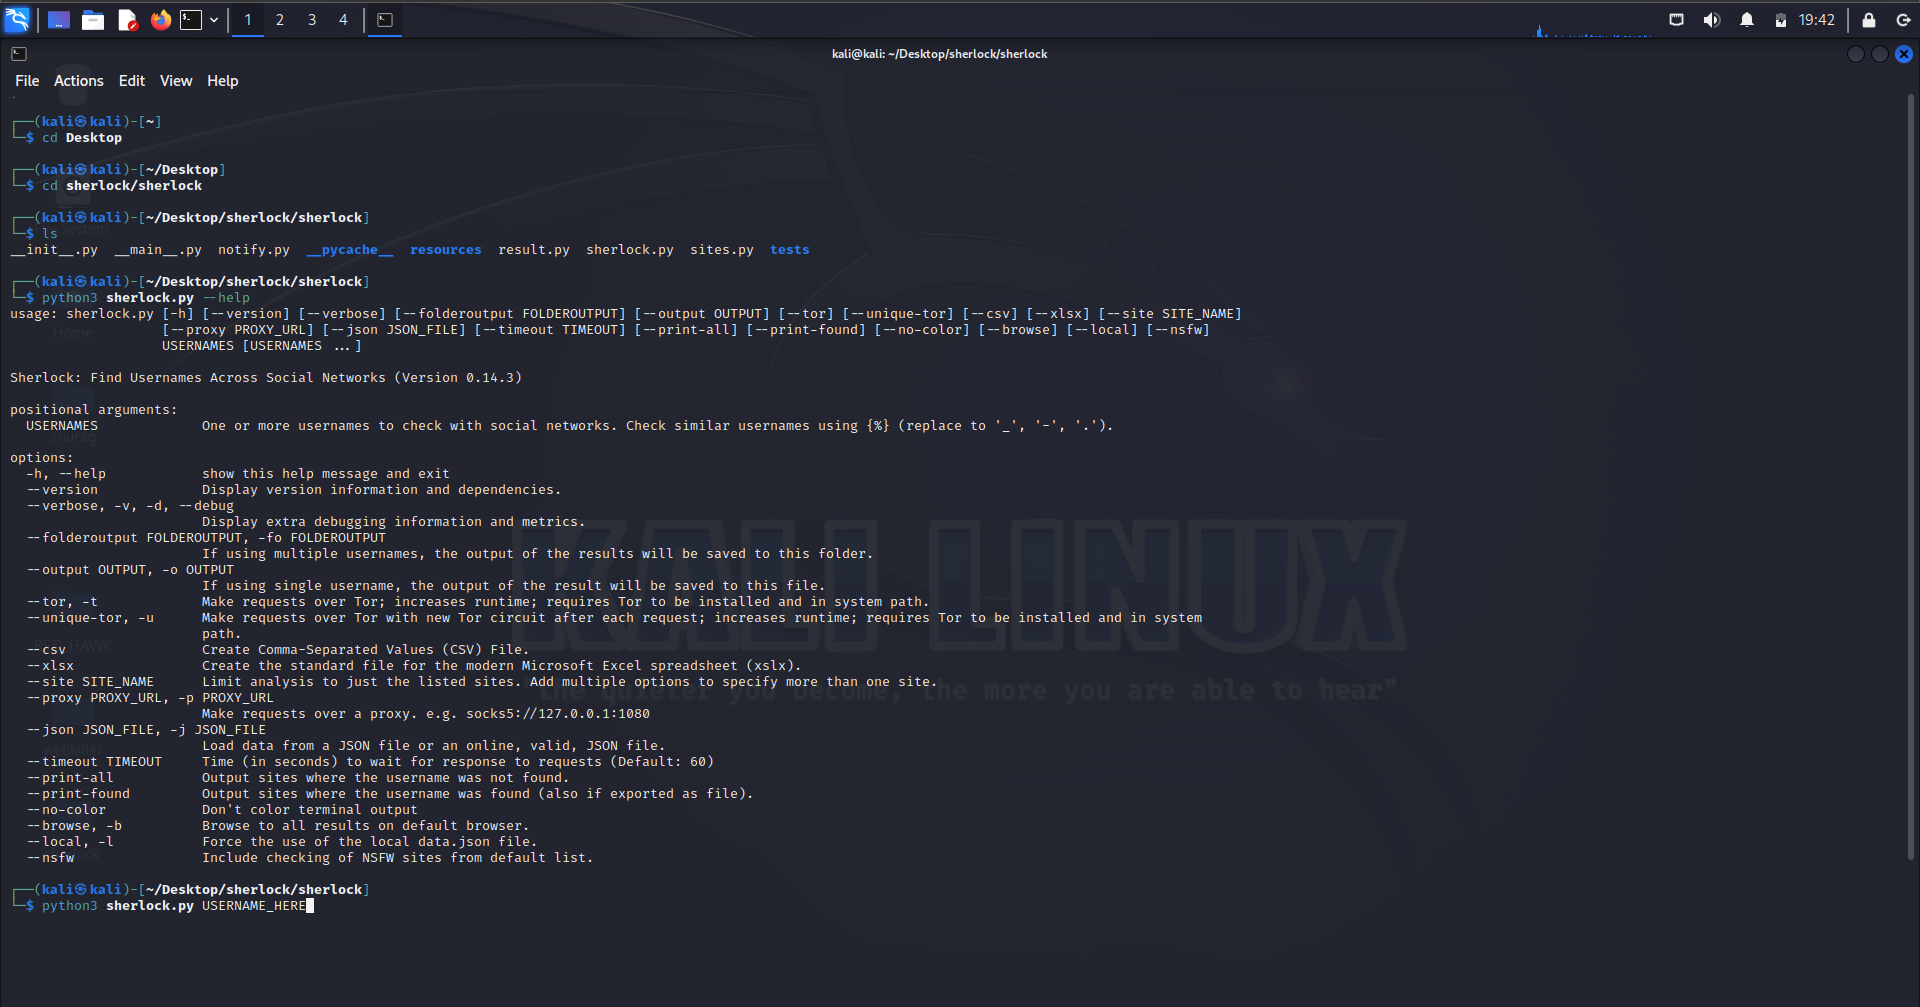 1 2 3 4 19:42
kali@kali: ~/Desktop/sherlock/sherlock
File Actions Edit View Help
┌──(kali㉿kali)-[~]
└─$ cd Desktop
┌──(kali㉿kali)-[~/Desktop]
└─$ cd sherlock/sherlock
┌──(kali㉿kali)-[~/Desktop/sherlock/sherlock]
└─$ ls
__init__.py __main__.py notify.py __pycache__ resources result.py sherlock.py sites.py tests
┌──(kali㉿kali)-[~/Desktop/sherlock/sherlock]
└─$ python3 sherlock.py --help
usage: sherlock.py [-h] [--version] [--verbose] [--folderoutput FOLDEROUTPUT] [--output OUTPUT] [--tor] [--unique-tor] [--csv] [--xlsx] [--site SITE_NAME]
[--proxy PROXY_URL] [--json JSON_FILE] [--timeout TIMEOUT] [--print-all] [--print-found] [--no-color] [--browse] [--local] [--nsfw]
USERNAMES [USERNAMES ...]
Home
Sherlock: Find Usernames Across Social Networks (Version 0.14.3)
positional arguments:
USERNAMES One or more usernames to check with social networks. Check similar usernames using {%} (replace to '_', '-', '.').
anurag
options:
-h, --help show this help message and exit
--version Display version information and dependencies.
--verbose, -v, -d, --debug
Display extra debugging information and metrics.
--folderoutput FOLDEROUTPUT, -fo FOLDEROUTPUT
If using multiple usernames, the output of the results will be saved to this folder.
--output OUTPUT, -o OUTPUT
If using single username, the output of the result will be saved to this file.
--tor, -t Make requests over Tor; increases runtime; requires Tor to be installed and in system path.
--unique-tor, -u Make requests over Tor with new Tor circuit after each request; increases runtime; requires Tor to be installed and in system
path.
--csv Create Comma-Separated Values (CSV) File.
--xlsx Create the standard file for the modern Microsoft Excel spreadsheet (xslx).
--site SITE_NAME Limit analysis to just the listed sites. Add multiple options to specify more than one site.
--proxy PROXY_URL, -p PROXY_URL
Make requests over a proxy. e.g. socks5://127.0.0.1:1080
--json JSON_FILE, -j JSON_FILE
Load data from a JSON file or an online, valid, JSON file.
--timeout TIMEOUT Time (in seconds) to wait for response to requests (Default: 60)
--print-all Output sites where the username was not found.
--print-found Output sites where the username was found (also if exported as file).
--no-color Don't color terminal output
--browse, -b Browse to all results on default browser.
--local, -l Force the use of the local data.json file.
--nsfw Include checking of NSFW sites from default list.
┌──(kali㉿kali)-[~/Desktop/sherlock/sherlock]
└─$ python3 sherlock.py USERNAME_HERE
KALI LINUX
"the quieter you become, the more you are able to hear"
webkiller